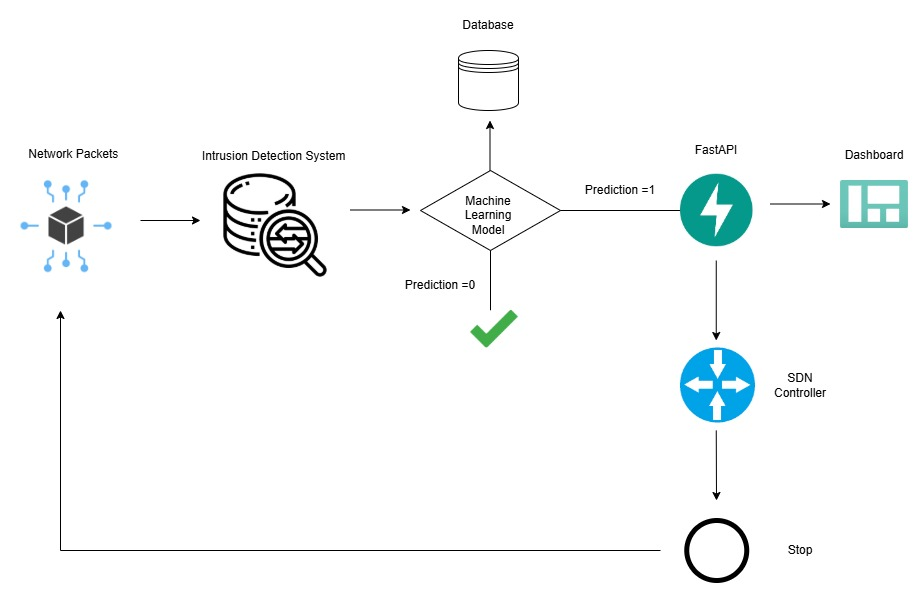 Database
Network Packets
Intrusion Detection System
FastAPI
Dashboard
Machine
Learning
Model
Prediction =1
Prediction =0
SDN
Controller
Stop